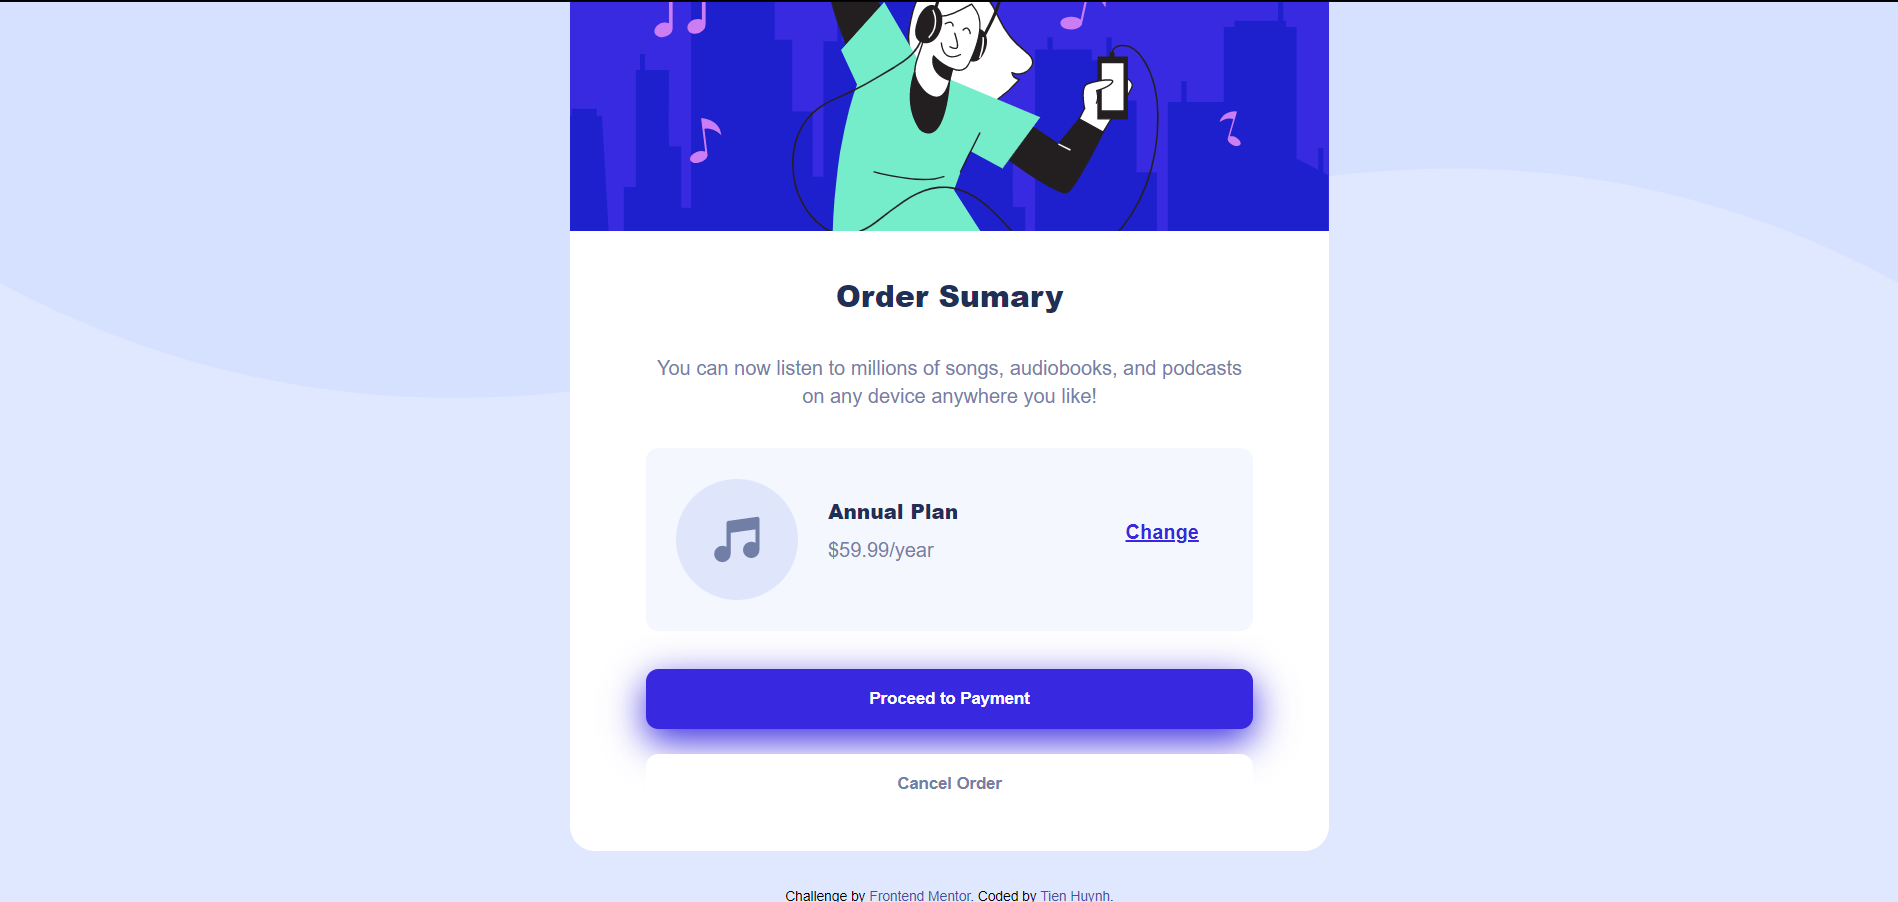 Order Sumary
You can now listen to millions of songs, audiobooks, and podcasts
on any device anywhere you like!
Annual Plan
$59.99/year
Change
Proceed to Payment
Cancel Order
Challenge by Frontend Mentor. Coded by Tien Huynh.